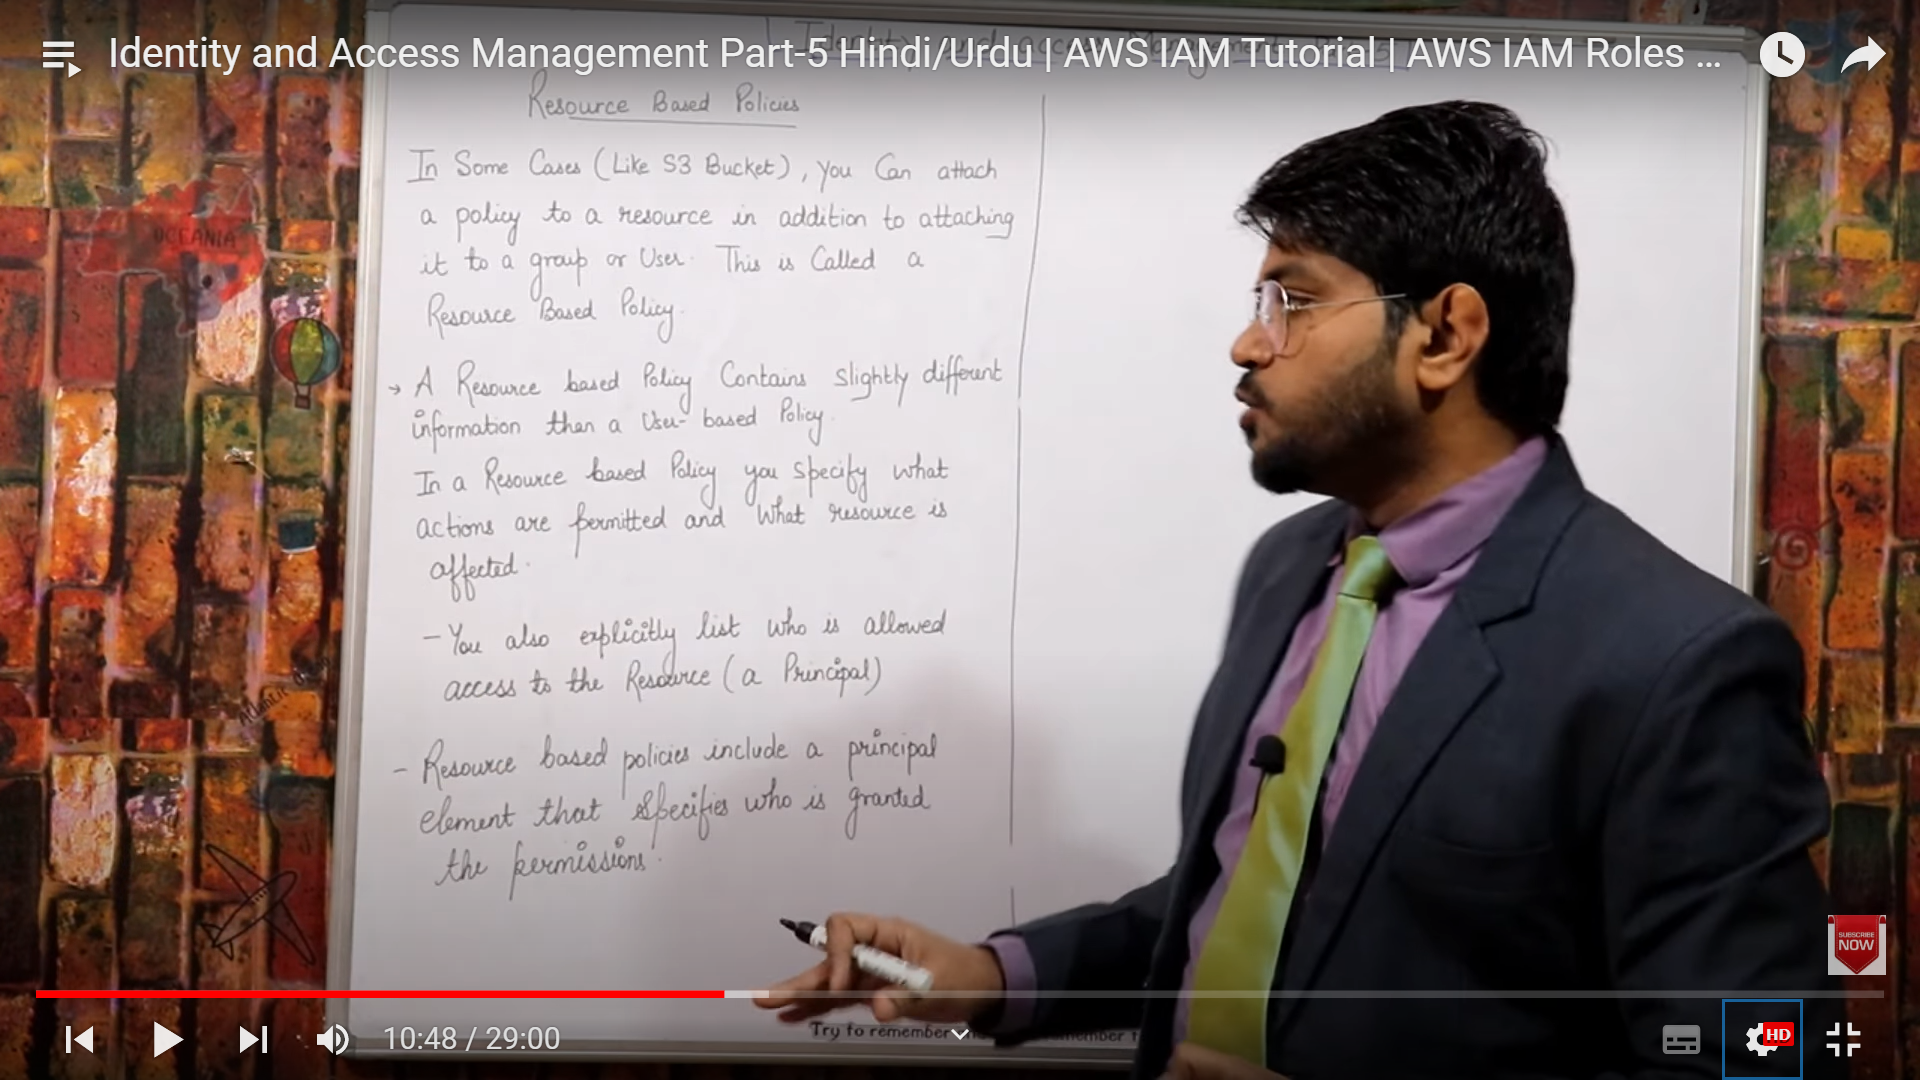 Identity and Access Management Part-5 Hindi/Urdu | AWS IAM Tutorial | AWS IAM Roles ...
Resource Based Policies
In Some Cases (Like S3 Bucket), you Can attach
a policy to a resource in addition to attaching
it to a group or User. This is Called a
Resource Based Policy.
→ A Resource based Policy Contains slightly different
information than a User-based Policy.
In a Resource based Policy you specify what
actions are permitted and what resource is
affected.
- You also explicitly list who is allowed
access to the Resource (a Principal)
- Resource based policies include a principal
element that specifies who is granted
the permissions.
OCEANIA
Atlantic
SUBSCRIBE
NOW
Try to remember
10:48 / 29:00
HD